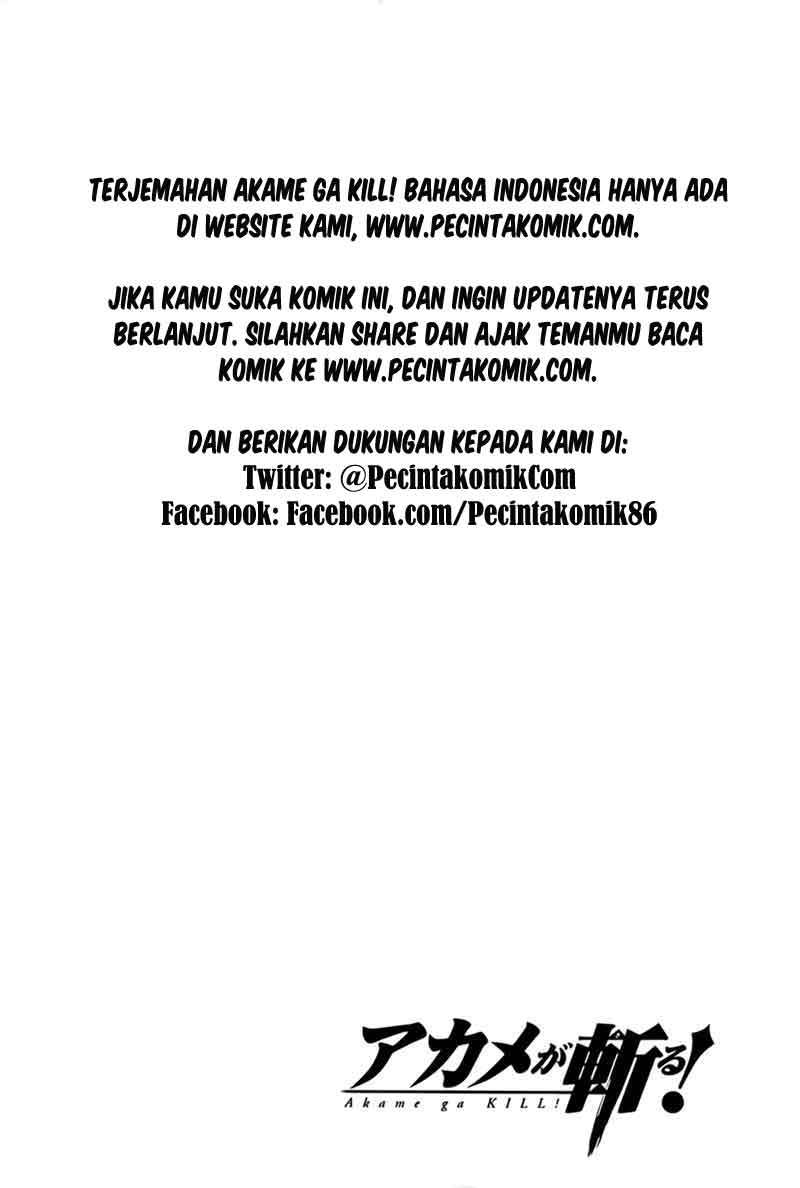 TERJEMAHAN AKAME GA KILL! BAHASA INDONESIA HANYA ADA
DI WEBSITE KAMI, WWW.PECINTAKOMIK.COM.
JIKA KAMU SUKA KOMIK INI, DAN INGIN UPDATENYA TERUS
BERLANJUT. SILAHKAN SHARE DAN AJAK TEMANMU BACA
KOMIK KE WWW.PECINTAKOMIK.COM.
DAN BERIKAN DUKUNGAN KEPADA KAMI DI:
Twitter: @PecintakomikCom
Facebook: Facebook.com/Pecintakomik86
アカメが斬る!
Akame ga KILL!